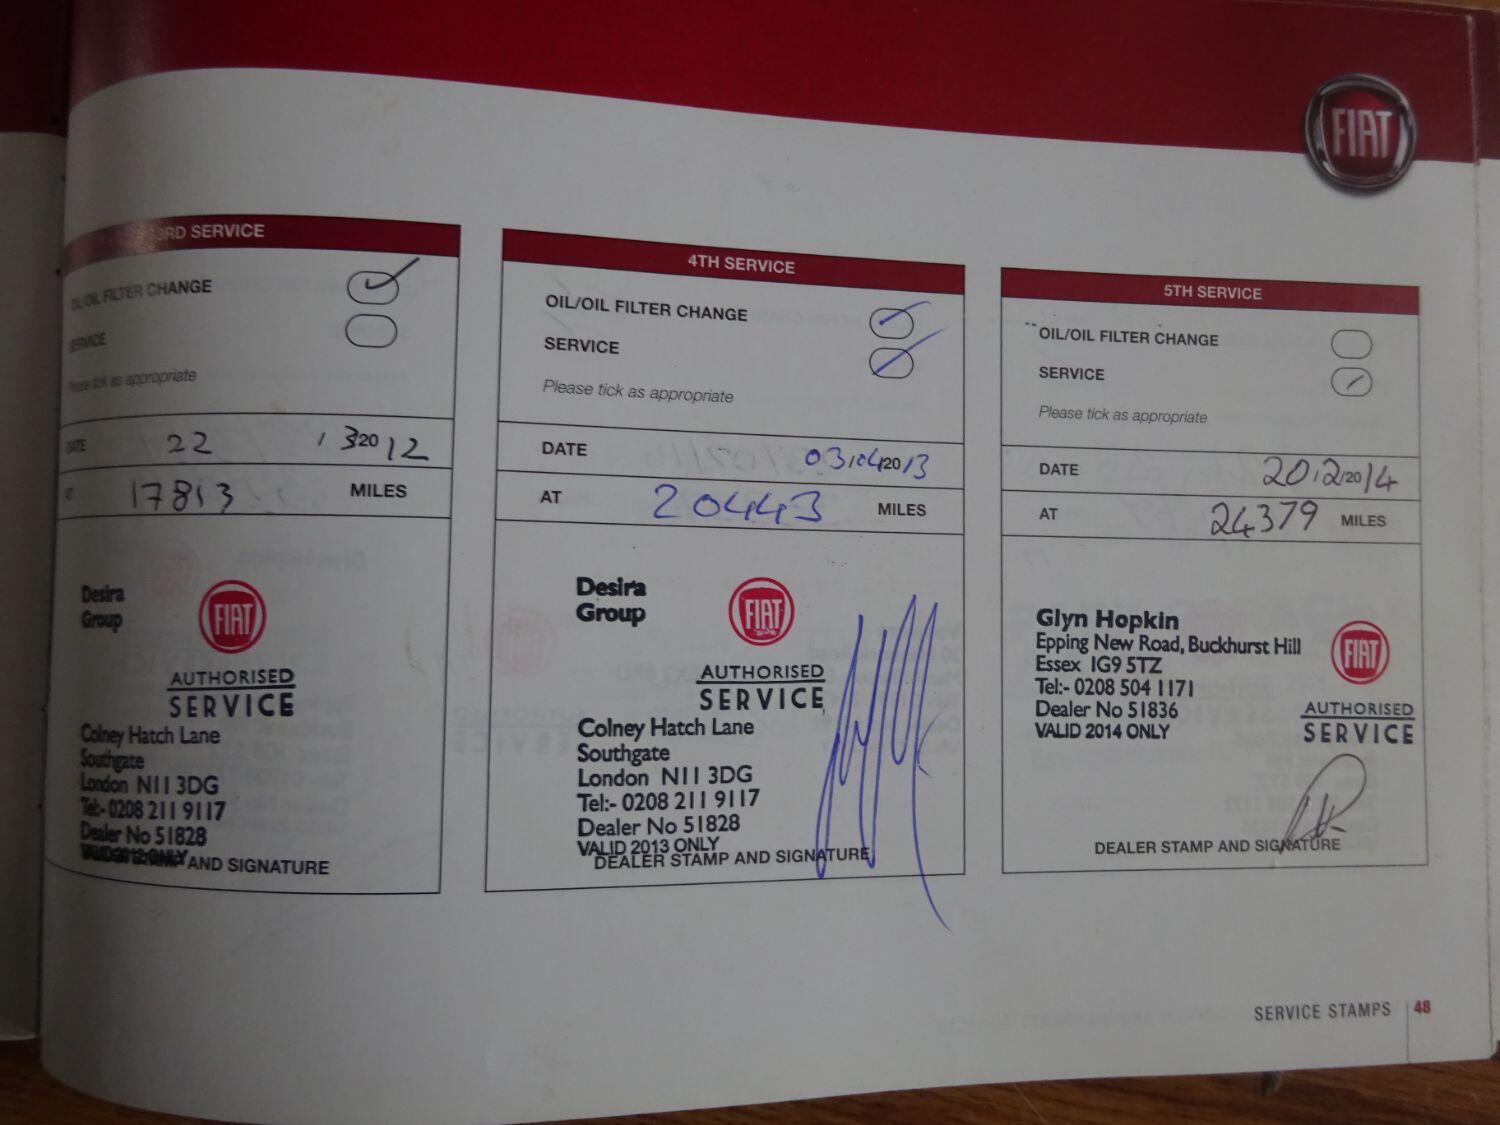 FIAT
3RD SERVICE
OIL/OIL FILTER CHANGE
SERVICE
Please tick as appropriate
DATE 22 / 3 20 12
AT 17813 MILES
Desira
Group
FIAT
AUTHORISED
SERVICE
Colney Hatch Lane
Southgate
London N11 3DG
Tel:- 0208 211 9117
Dealer No 51828
VALID 2012 ONLY
AND SIGNATURE
4TH SERVICE
OIL/OIL FILTER CHANGE
SERVICE
Please tick as appropriate
DATE 03/04/2013
AT 20443 MILES
Desira
Group
FIAT
AUTHORISED
SERVICE
Colney Hatch Lane
Southgate
London N11 3DG
Tel:- 0208 211 9117
Dealer No 51828
VALID 2013 ONLY
DEALER STAMP AND SIGNATURE
5TH SERVICE
OIL/OIL FILTER CHANGE
SERVICE
Please tick as appropriate
DATE 20/2/2014
AT 24379 MILES
Glyn Hopkin
Epping New Road, Buckhurst Hill
Essex IG9 5TZ
Tel:- 0208 504 1171
Dealer No 51836
VALID 2014 ONLY
FIAT
AUTHORISED
SERVICE
DEALER STAMP AND SIGNATURE
SERVICE STAMPS 48